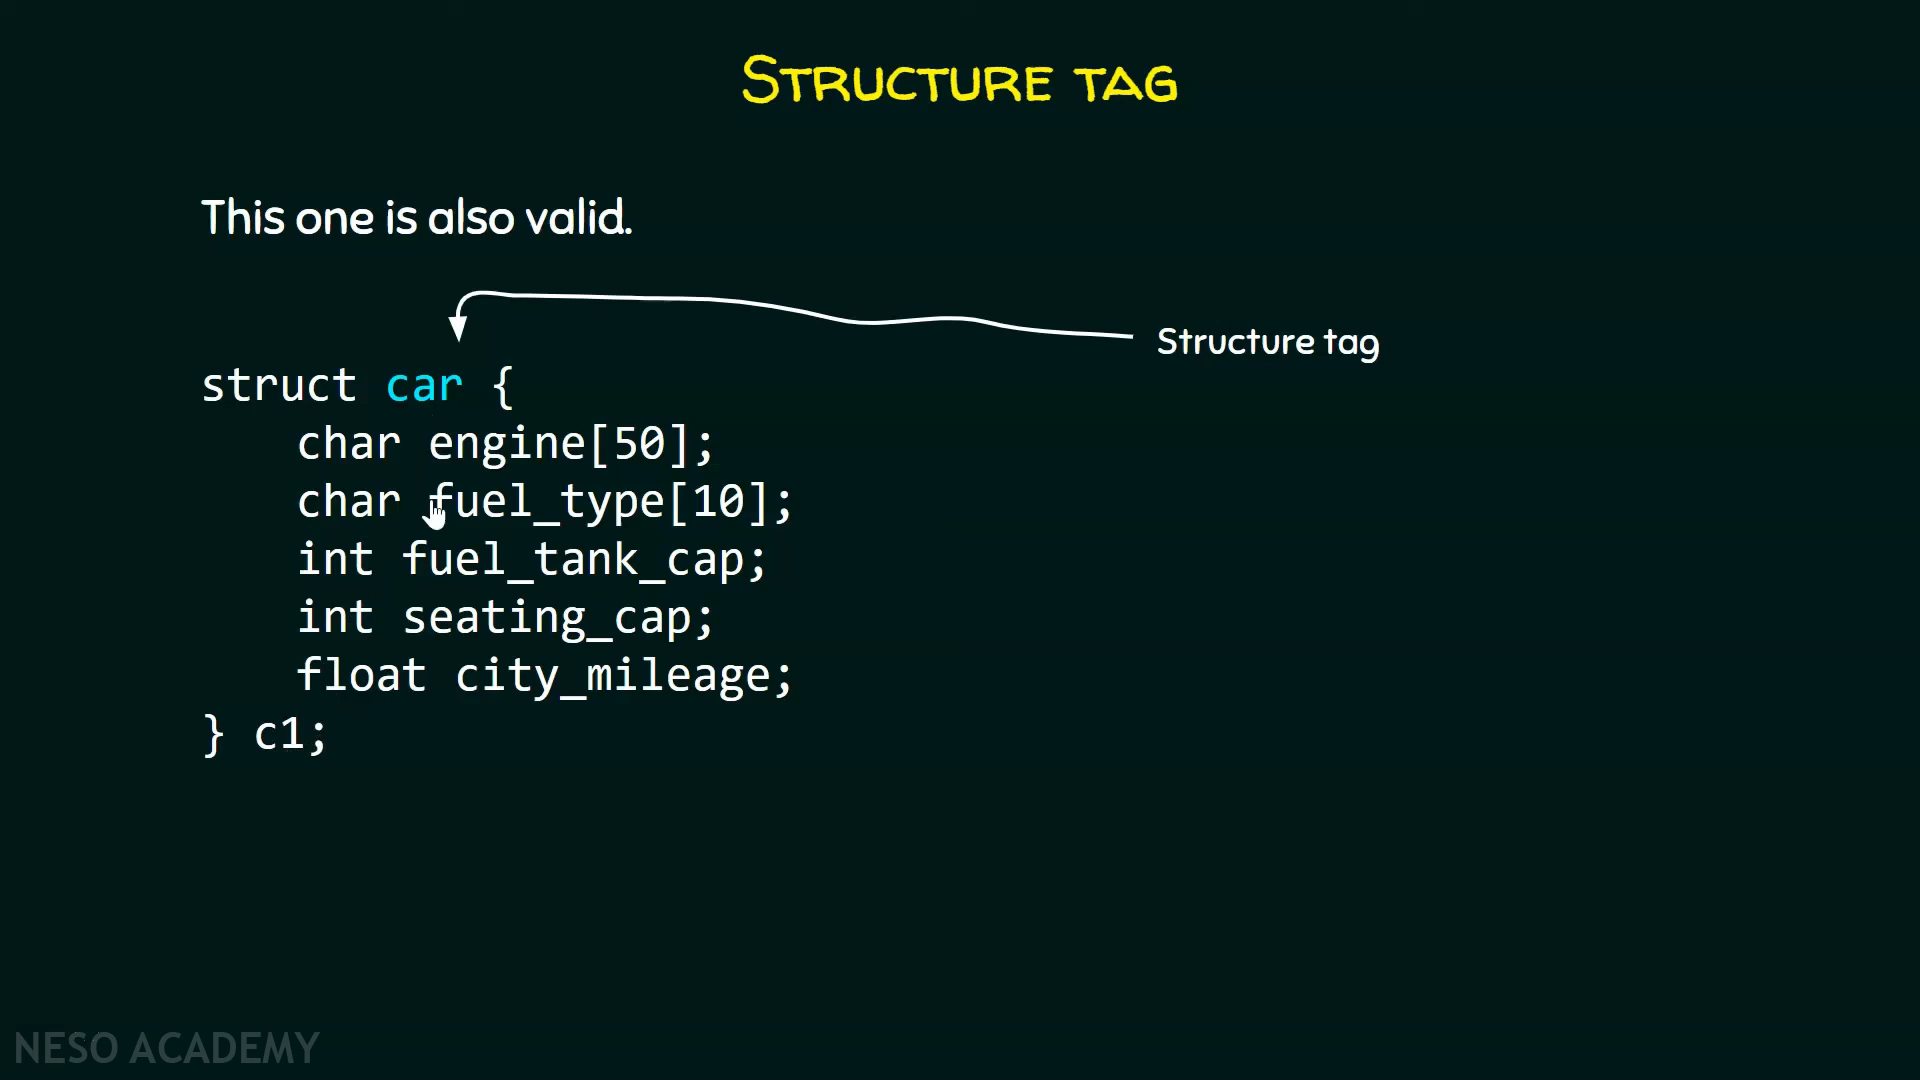 STRUCTURE TAG
This one is also valid.
Structure tag
struct car {
char engine[50];
char fuel_type[10];
int fuel_tank_cap;
int seating_cap;
float city_mileage;
} c1;
NESO ACADEMY